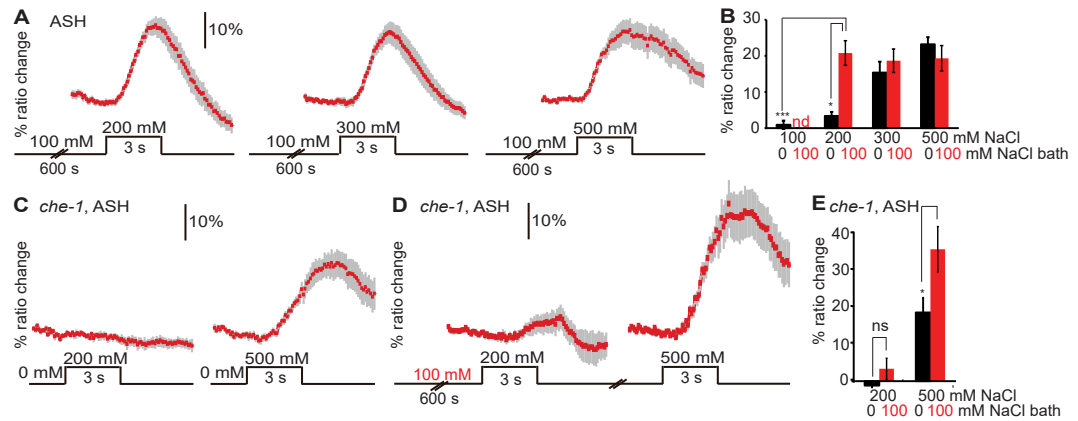 A ASH
10%
% ratio change
100 mM 200 mM 3 s
600 s
100 mM 300 mM 3 s
600 s
100 mM 500 mM 3 s
600 s
B
% ratio change
30
20
10
0
*** nd * 
100 200 300 500 mM NaCl
0 100 0 100 0 100 0 100 mM NaCl bath
C che-1, ASH
10%
% ratio change
0 mM 200 mM 3 s
0 mM 500 mM 3 s
D che-1, ASH
10%
% ratio change
100 mM 200 mM 3 s
600 s
500 mM 3 s
E che-1, ASH
% ratio change
40
30
20
10
0
ns *
200 500 mM NaCl
0 100 0 100 mM NaCl bath